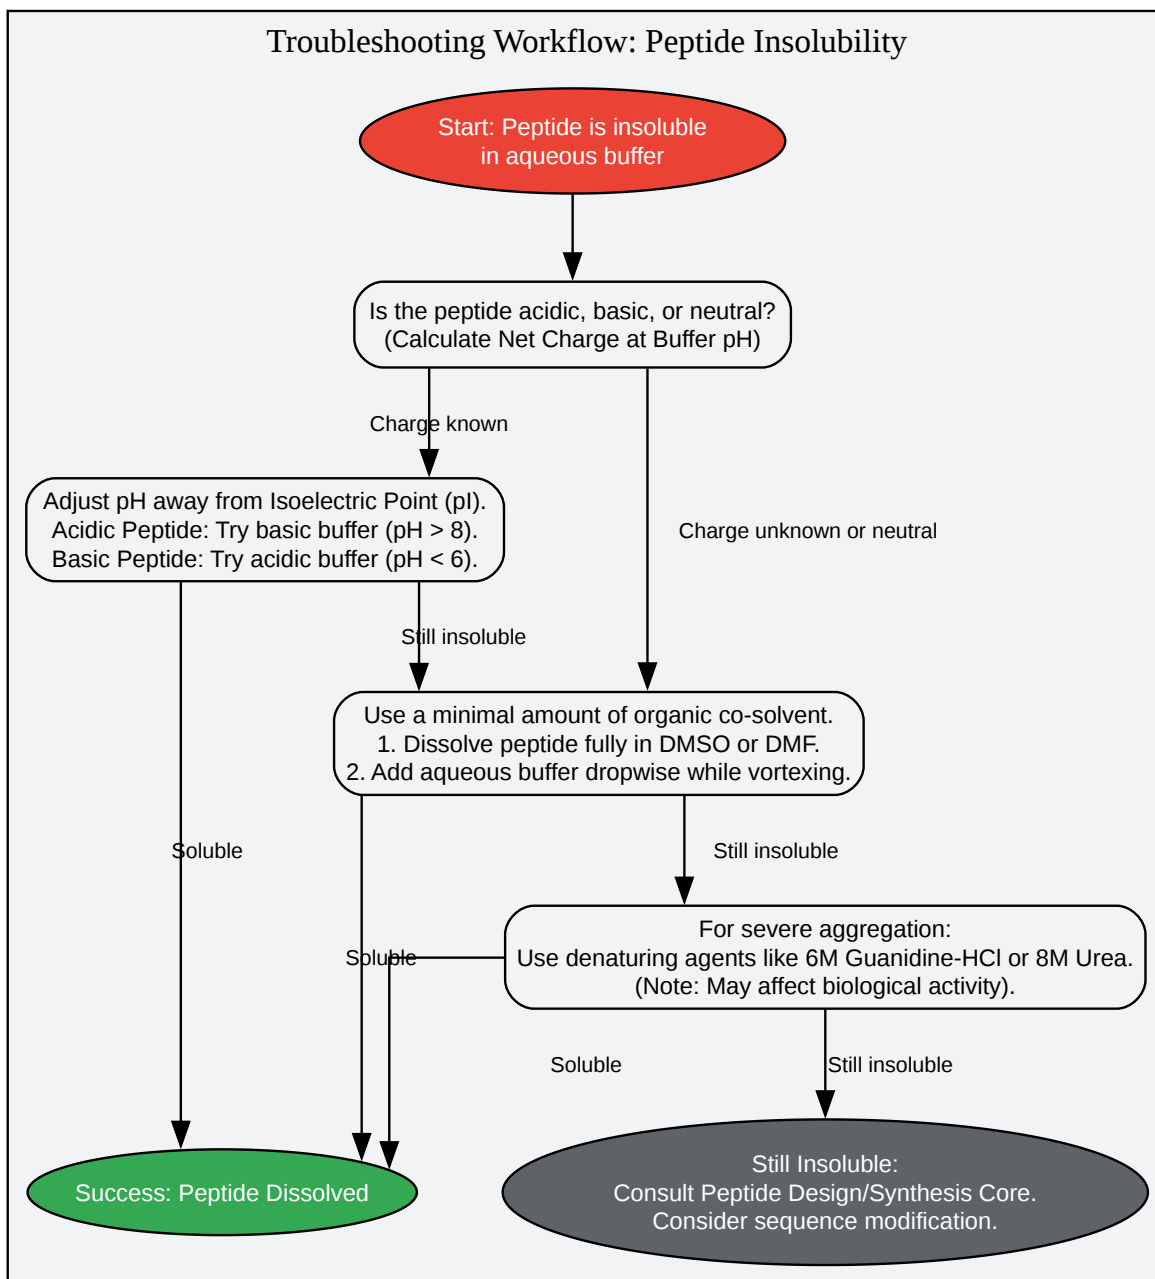 Troubleshooting Workflow: Peptide Insolubility
Start: Peptide is insoluble
in aqueous buffer
Is the peptide acidic, basic, or neutral?
(Calculate Net Charge at Buffer pH)
Charge known
Adjust pH away from Isoelectric Point (pI).
Acidic Peptide: Try basic buffer (pH > 8).
Basic Peptide: Try acidic buffer (pH < 6).
Charge unknown or neutral
Still insoluble
Use a minimal amount of organic co-solvent.
1. Dissolve peptide fully in DMSO or DMF.
2. Add aqueous buffer dropwise while vortexing.
Soluble
Still insoluble
For severe aggregation:
Use denaturing agents like 6M Guanidine-HCl or 8M Urea.
(Note: May affect biological activity).
Soluble
Soluble
Still insoluble
Success: Peptide Dissolved
Still Insoluble:
Consult Peptide Design/Synthesis Core.
Consider sequence modification.